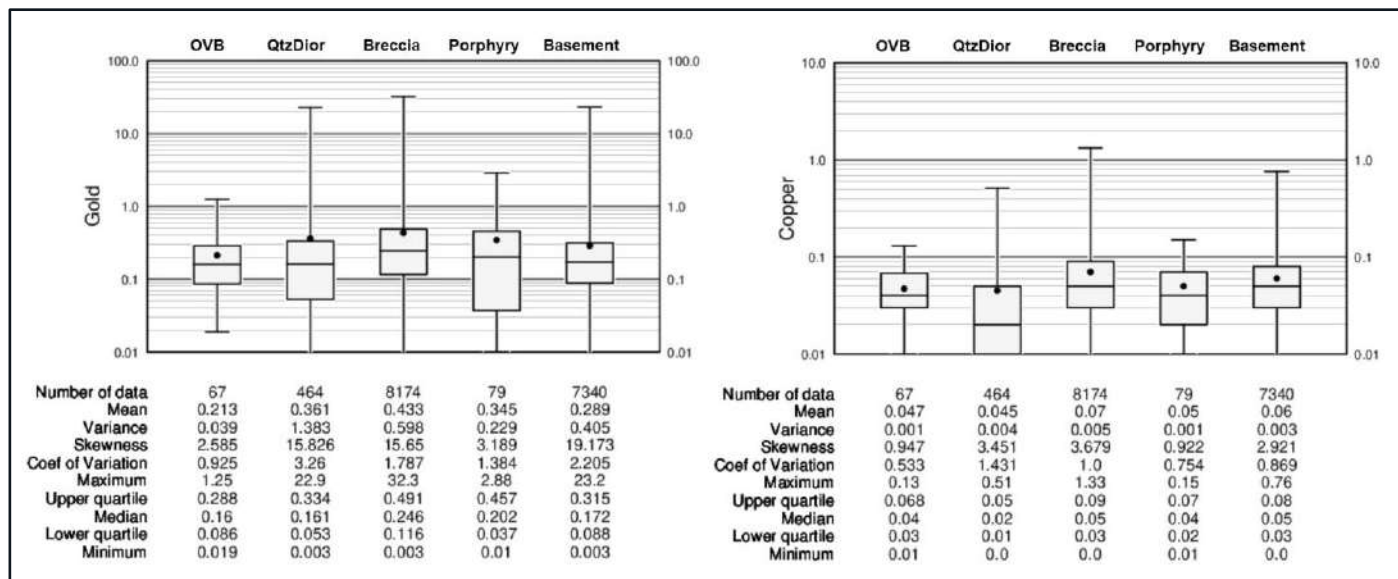 OVB QtzDior Breccia Porphyry Basement
100.0 100.0
10.0 10.0
1.0 1.0
0.1 0.1
0.01 0.01
Gold
Number of data 67 464 8174 79 7340
Mean 0.213 0.361 0.433 0.345 0.289
Variance 0.039 1.383 0.598 0.229 0.405
Skewness 2.585 15.826 15.65 3.189 19.173
Coef of Variation 0.925 3.26 1.787 1.384 2.205
Maximum 1.25 22.9 32.3 2.88 23.2
Upper quartile 0.288 0.334 0.491 0.457 0.315
Median 0.16 0.161 0.246 0.202 0.172
Lower quartile 0.086 0.053 0.116 0.037 0.088
Minimum 0.019 0.003 0.003 0.01 0.003
OVB QtzDior Breccia Porphyry Basement
10.0 10.0
1.0 1.0
0.1 0.1
0.01 0.01
Copper
Number of data 67 464 8174 79 7340
Mean 0.047 0.045 0.07 0.05 0.06
Variance 0.001 0.004 0.005 0.001 0.003
Skewness 0.947 3.451 3.679 0.922 2.921
Coef of Variation 0.533 1.431 1.0 0.754 0.869
Maximum 0.13 0.51 1.33 0.15 0.76
Upper quartile 0.068 0.05 0.09 0.07 0.08
Median 0.04 0.02 0.05 0.04 0.05
Lower quartile 0.03 0.01 0.03 0.02 0.03
Minimum 0.01 0.0 0.0 0.01 0.0